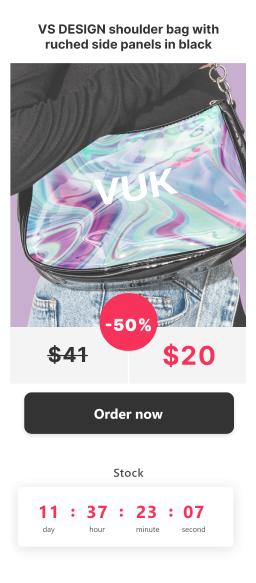 VS DESIGN shoulder bag with
ruched side panels in black
VUK
-50%
$41 $20
Order now
Stock
11 : 37 : 23 : 07
day hour minute second